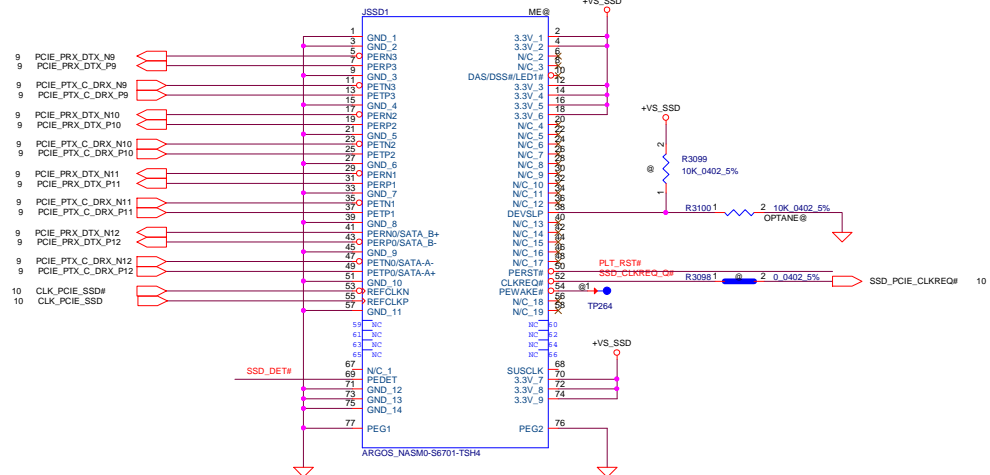 +VS_SSD
JSSD1 ME@
1 GND_1 3.3V_1 2
3 GND_2 3.3V_2 4
9 PCIE_PRX_DTX_N9 5 PERN3 N/C_2 6
9 PCIE_PRX_DTX_P9 7 PERP3 N/C_3 8
9 GND_3 DAS/DSS#/LED1# 10
9 PCIE_PTX_C_DRX_N9 11 PETN3 3.3V_3 12
9 PCIE_PTX_C_DRX_P9 13 PETP3 3.3V_4 14
15 GND_4 3.3V_5 16
9 PCIE_PRX_DTX_N10 17 PERN2 3.3V_6 18
9 PCIE_PRX_DTX_P10 19 PERP2 N/C_4 20
21 GND_5 N/C_5 22
9 PCIE_PTX_C_DRX_N10 23 PETN2 N/C_6 24
9 PCIE_PTX_C_DRX_P10 25 PETP2 N/C_7 26
27 GND_6 N/C_8 28
9 PCIE_PRX_DTX_N11 29 PERN1 N/C_9 30
9 PCIE_PRX_DTX_P11 31 PERP1 N/C_10 32
33 GND_7 N/C_11 34
9 PCIE_PTX_C_DRX_N11 35 PETN1 N/C_12 36
9 PCIE_PTX_C_DRX_P11 37 PETP1 DEVSLP 38
39 GND_8 N/C_13 40
9 PCIE_PRX_DTX_N12 41 PERN0/SATA_B+ N/C_14 42
9 PCIE_PRX_DTX_P12 43 PERP0/SATA_B- N/C_15 44
45 GND_9 N/C_16 46
9 PCIE_PTX_C_DRX_N12 47 PETN0/SATA-A- N/C_17 48
9 PCIE_PTX_C_DRX_P12 49 PETP0/SATA-A+ PERST# 50 PLT_RST#
51 GND_10 CLKREQ# 52 SSD_CLKREQ_Q#
10 CLK_PCIE_SSD# 53 REFCLKN PEWAKE# 54 @1 TP264
10 CLK_PCIE_SSD 55 REFCLKP N/C_18 56
57 GND_11 N/C_19 58
59 NC NC 60
61 NC NC 62
63 NC NC 64
65 NC NC 66
67 N/C_1 SUSCLK 68
SSD_DET# 69 PEDET 3.3V_7 70
71 GND_12 3.3V_8 72
73 GND_13 3.3V_9 74
75 GND_14
77 PEG1 PEG2 76
ARGOS_NASM0-S6701-TSH4
+VS_SSD
2
@ R3099
10K_0402_5%
1
R3100 1 2 10K_0402_5%
OPTANE@
R3098 1 @ 2 0_0402_5% SSD_PCIE_CLKREQ# 10
+VS_SSD